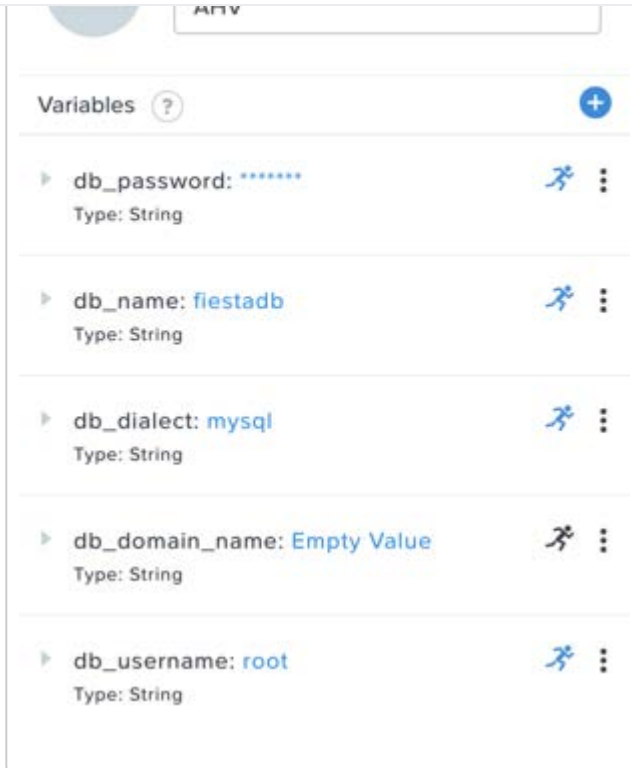 AHV
Variables ?
db_password: *******
Type: String
db_name: fiestadb
Type: String
db_dialect: mysql
Type: String
db_domain_name: Empty Value
Type: String
db_username: root
Type: String